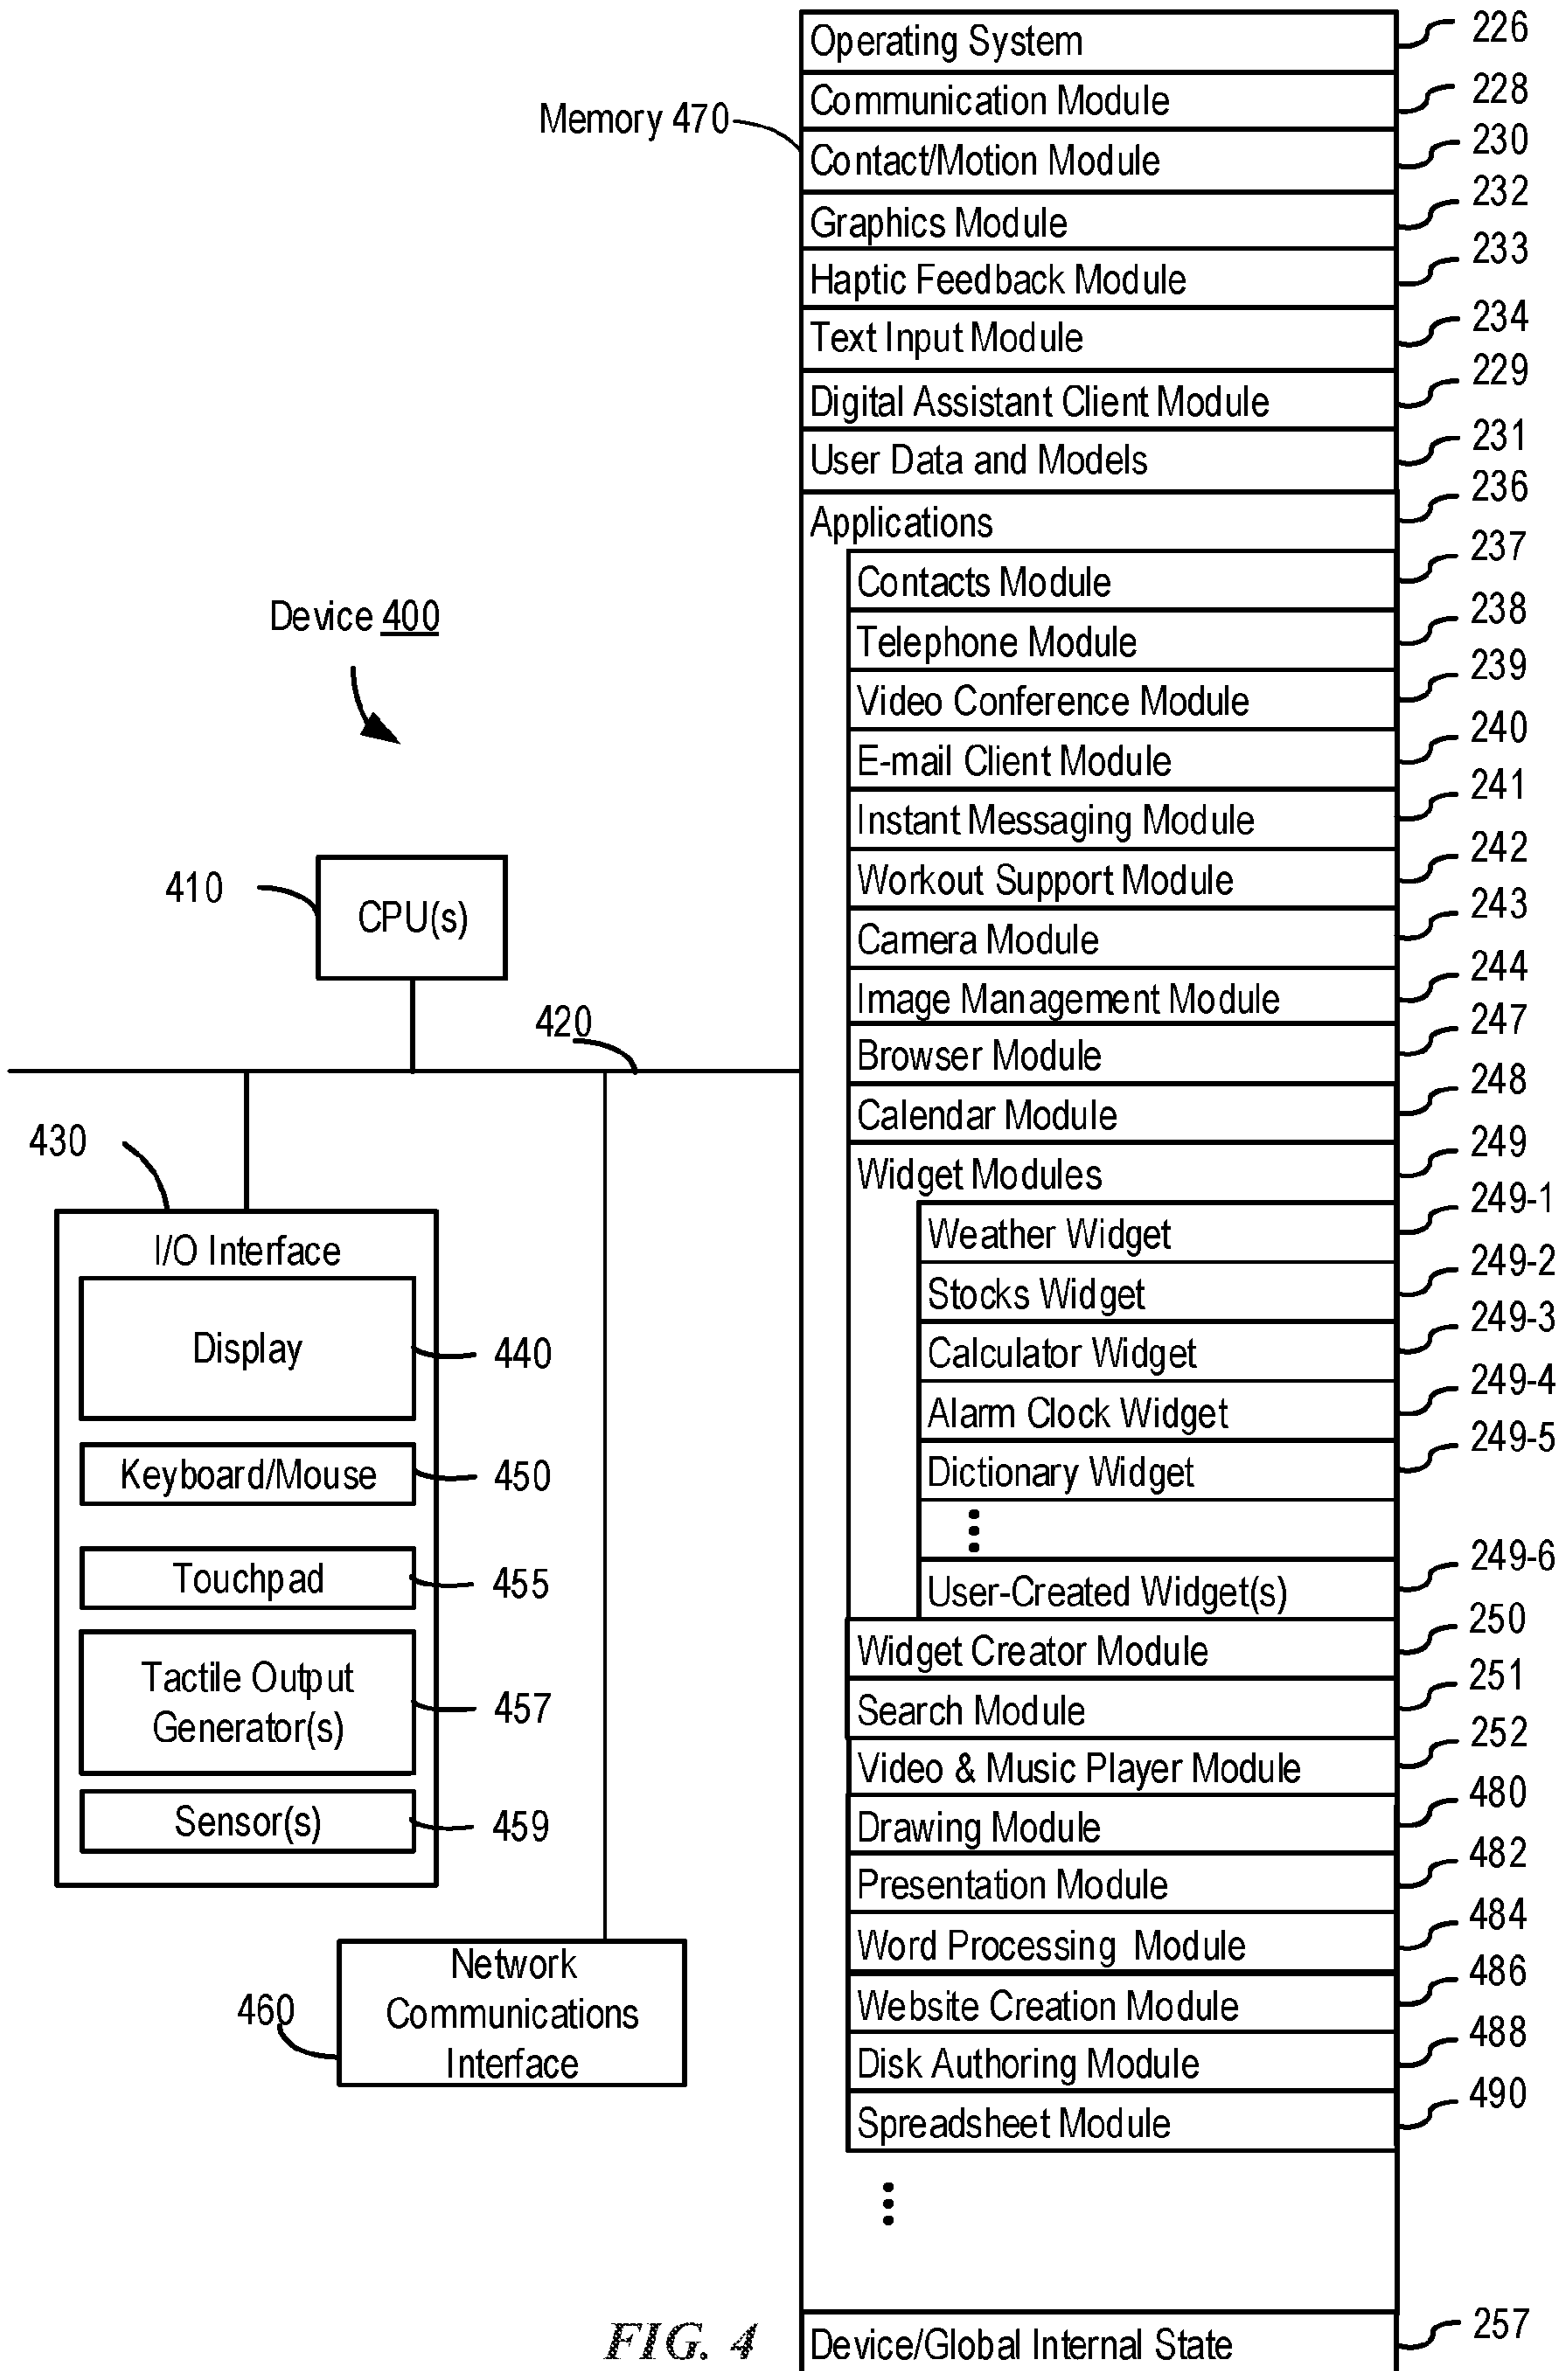 Memory 470
Operating System 226
Communication Module 228
Contact/Motion Module 230
Graphics Module 232
Haptic Feedback Module 233
Text Input Module 234
Digital Assistant Client Module 229
User Data and Models 231
Applications 236
Contacts Module 237
Telephone Module 238
Video Conference Module 239
E-mail Client Module 240
Instant Messaging Module 241
Workout Support Module 242
Camera Module 243
Image Management Module 244
Browser Module 247
Calendar Module 248
Widget Modules 249
Weather Widget 249-1
Stocks Widget 249-2
Calculator Widget 249-3
Alarm Clock Widget 249-4
Dictionary Widget 249-5
User-Created Widget(s) 249-6
Widget Creator Module 250
Search Module 251
Video & Music Player Module 252
Drawing Module 480
Presentation Module 482
Word Processing Module 484
Website Creation Module 486
Disk Authoring Module 488
Spreadsheet Module 490
Device/Global Internal State 257
Device 400
410
CPU(s)
420
430
I/O Interface
Display 440
Keyboard/Mouse 450
Touchpad 455
Tactile Output
Generator(s) 457
Sensor(s) 459
460
Network
Communications
Interface
FIG. 4